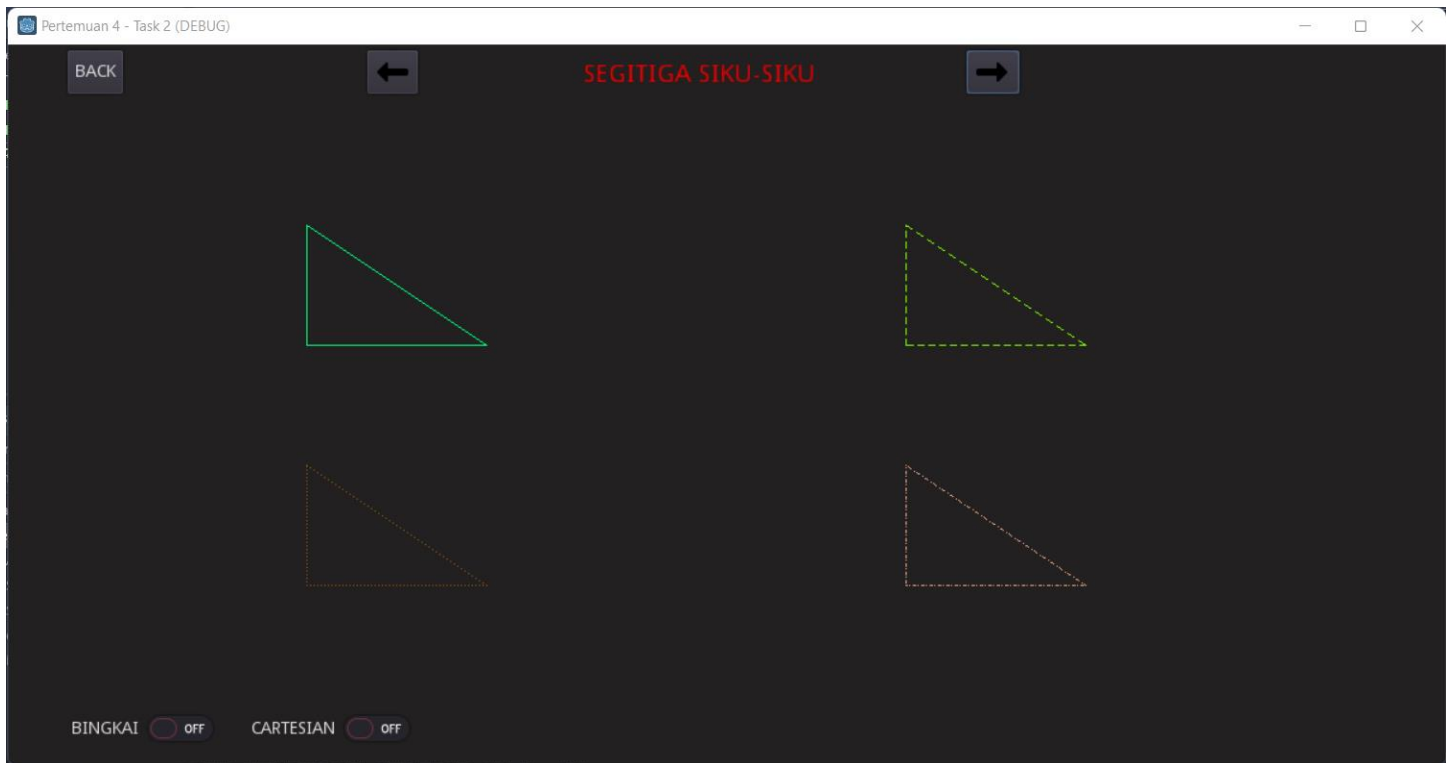 Pertemuan 4 - Task 2 (DEBUG)
BACK
SEGITIGA SIKU-SIKU
BINGKAI OFF CARTESIAN OFF